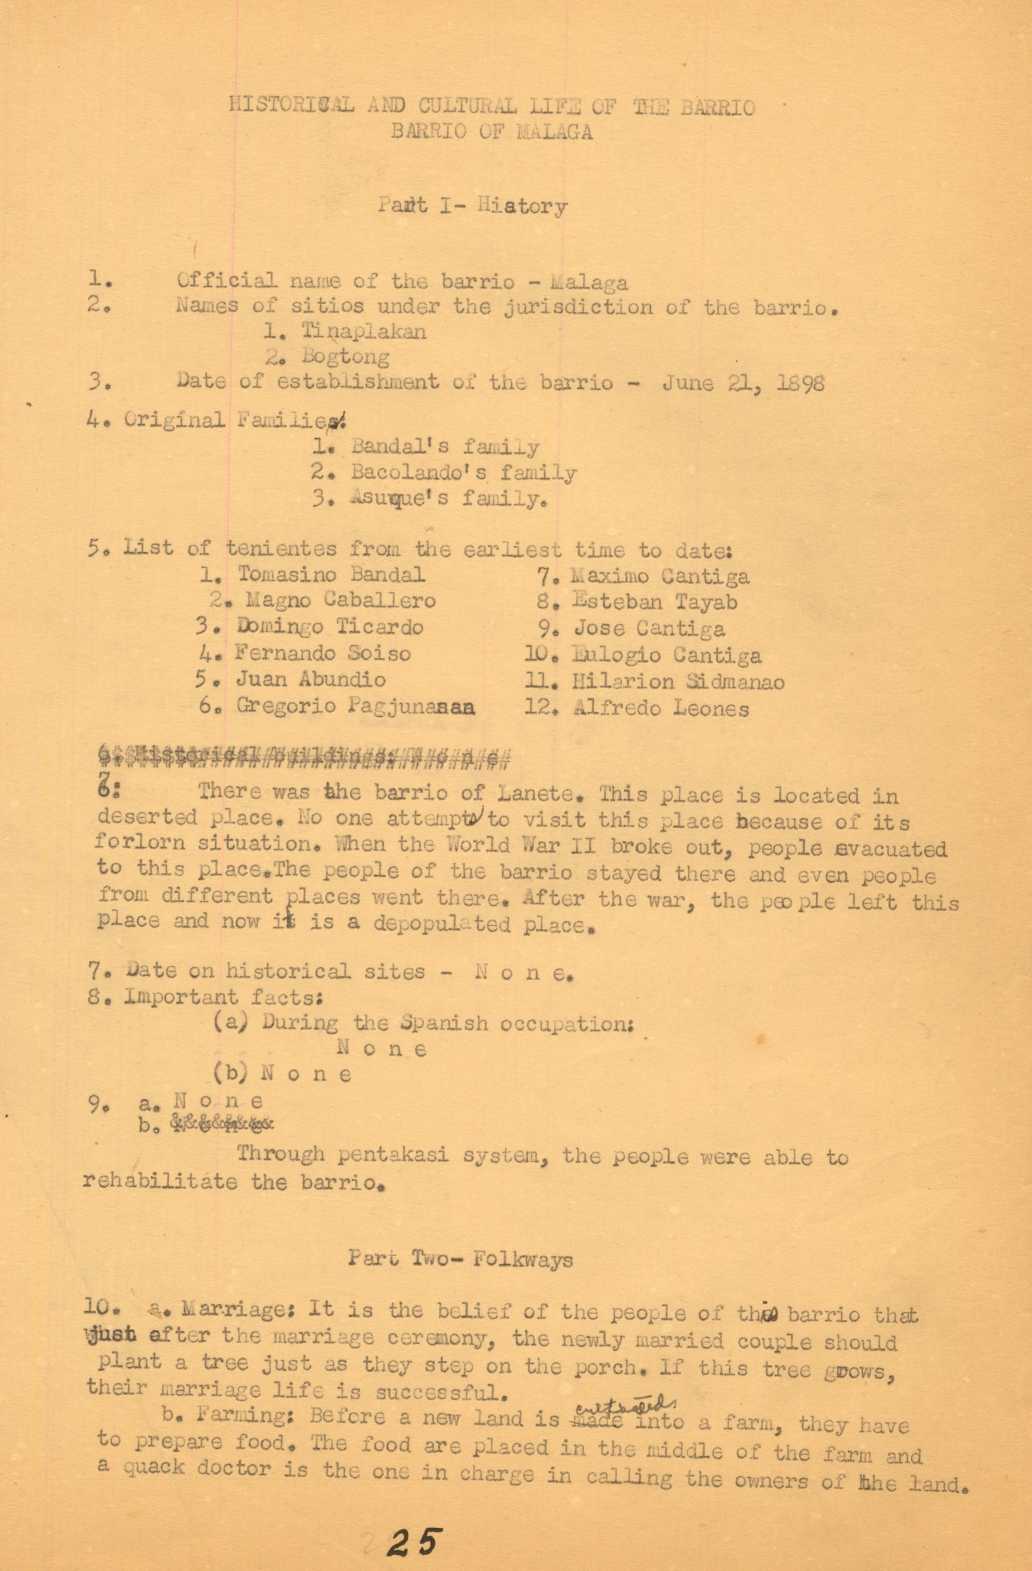 HISTORICAL AND CULTURAL LIFE OF THE BARRIO
BARRIO OF MALAGA
Part I- History
1. Official name of the barrio - Malaga
2. Names of sitios under the jurisdiction of the barrio.
1. Tinaplakan
2. Bogtong
3. Date of establishment of the barrio - June 21, 1898
4. Original Families:
1. Bandal's family
2. Bacolando's family
3. Asuque's family.
5. List of tenientes from the earliest time to date:
1. Tomasino Bandal 7. Maximo Cantiga
2. Magno Caballero 8. Esteban Tayab
3. Domingo Ticardo 9. Jose Cantiga
4. Fernando Soiso 10. Eulogio Cantiga
5. Juan Abundio 11. Hilarion Sidmanao
6. Gregorio Pagjunanaan 12. Alfredo Leones
6. Historical buildings: N o n e
6: There was the barrio of Lanete. This place is located in
deserted place. No one attempts to visit this place because of its
forlorn situation. When the World War II broke out, people evacuated
to this place.The people of the barrio stayed there and even people
from different places went there. After the war, the people left this
place and now it is a depopulated place.
7. Date on historical sites - N o n e.
8. Important facts:
(a) During the Spanish occupation:
N o n e
(b) N o n e
9. a. N o n e
b.
Through pentakasi system, the people were able to
rehabilitate the barrio.
Part Two- Folkways
10. a. Marriage: It is the belief of the people of this barrio that
just after the marriage ceremony, the newly married couple should
plant a tree just as they step on the porch. If this tree grows,
their marriage life is successful.
cultivated
b. Farming: Before a new land is made into a farm, they have
to prepare food. The food are placed in the middle of the farm and
a quack doctor is the one in charge in calling the owners of the land.
25